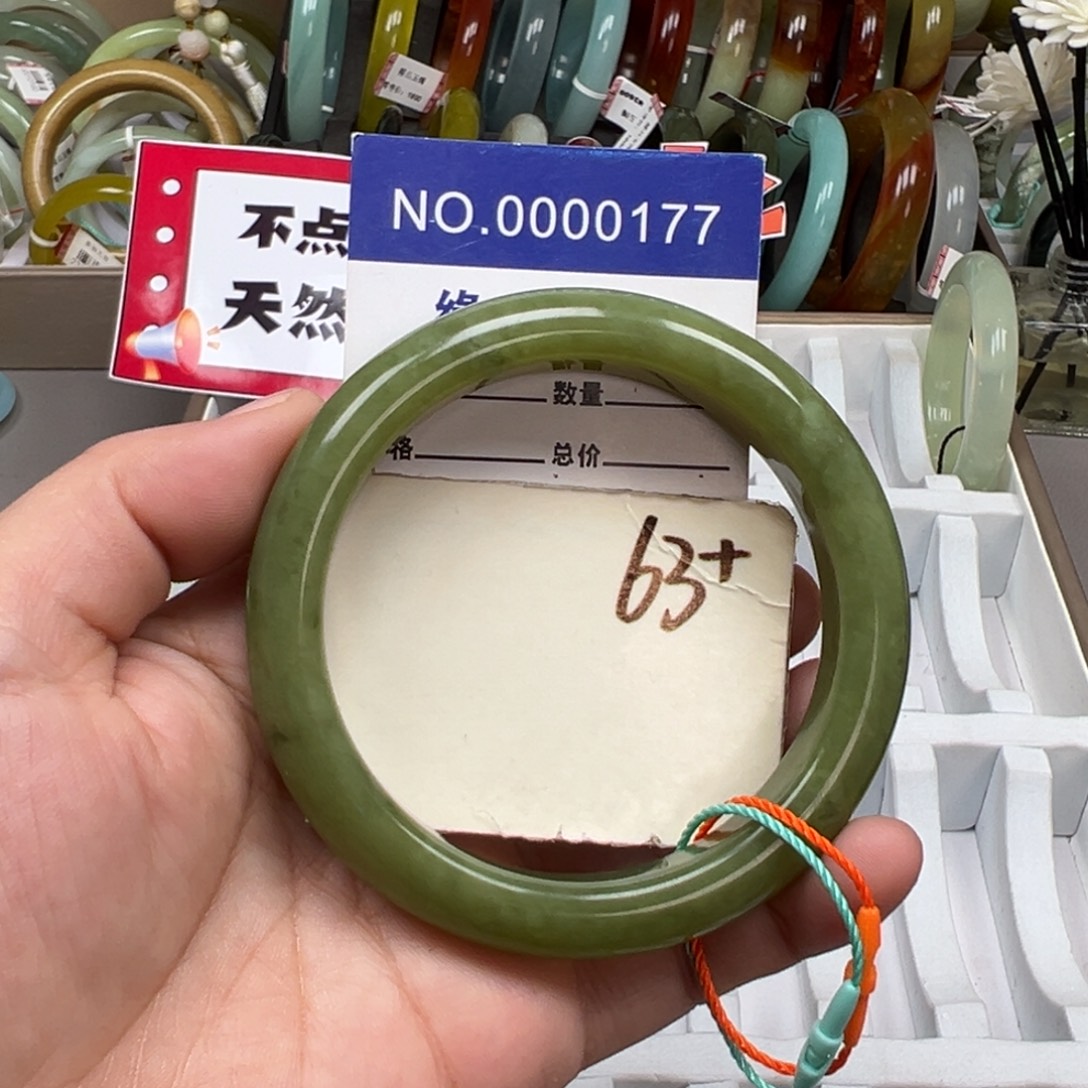 不点
天然
NO.0000177
数量
格 总价
63+